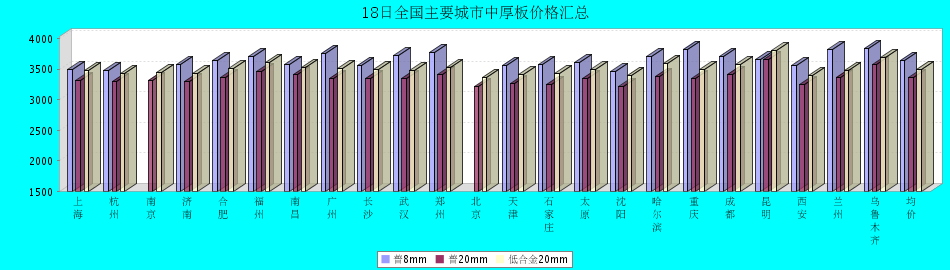 18日全国主要城市中厚板价格汇总
4000
3500
3000
2500
2000
1500
上海 杭州 南京 济南 合肥 福州 南昌 广州 长沙 武汉 郑州 北京 天津 石家庄 太原 沈阳 哈尔滨 重庆 成都 昆明 西安 兰州 乌鲁木齐 均价
普8mm 普20mm 低合金20mm